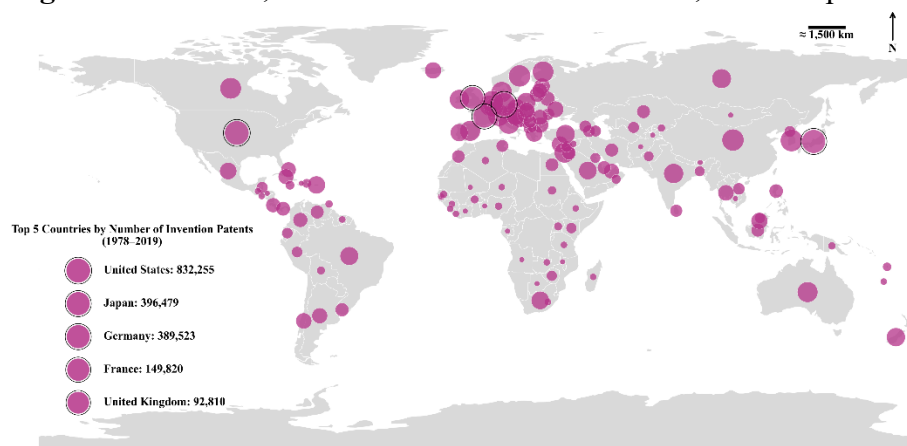 ≈ 1,500 km
N
Top 5 Countries by Number of Invention Patents
(1978–2019)
United States: 832,255
Japan: 396,479
Germany: 389,523
France: 149,820
United Kingdom: 92,810